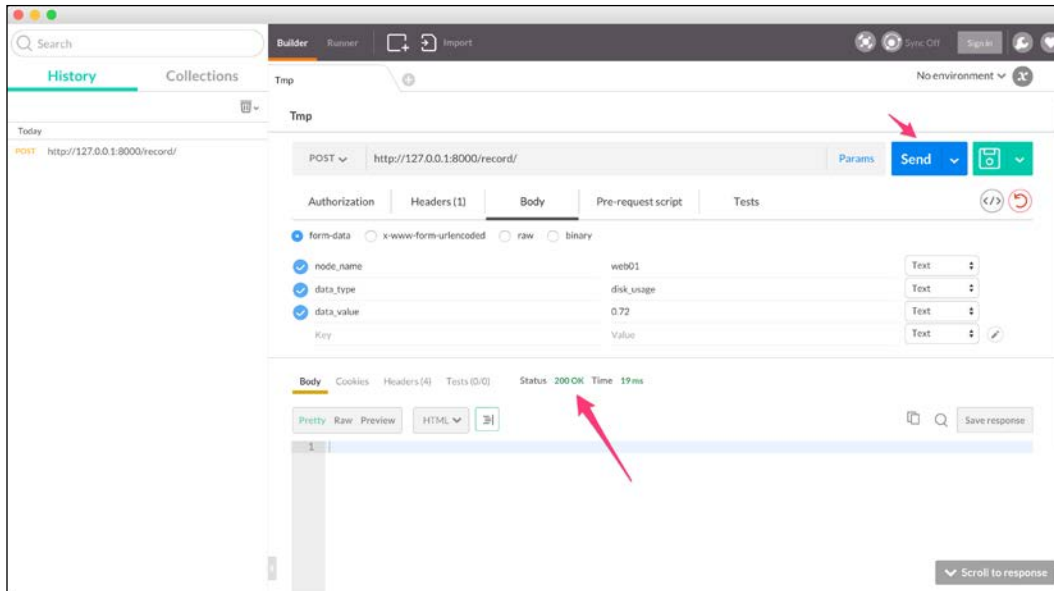 Search
Builder Runner Import Sync Off Sign in
History Collections
Tmp
No environment
Tmp
Today
POST http://127.0.0.1:8000/record/
POST http://127.0.0.1:8000/record/ Params Send
Authorization Headers (1) Body Pre-request script Tests
form-data x-www-form-urlencoded raw binary
node_name web01 Text
data_type disk_usage Text
data_value 0.72 Text
Key Value Text
Body Cookies Headers (4) Tests (0/0) Status 200 OK Time 19 ms
Pretty Raw Preview HTML Save response
1
Scroll to response